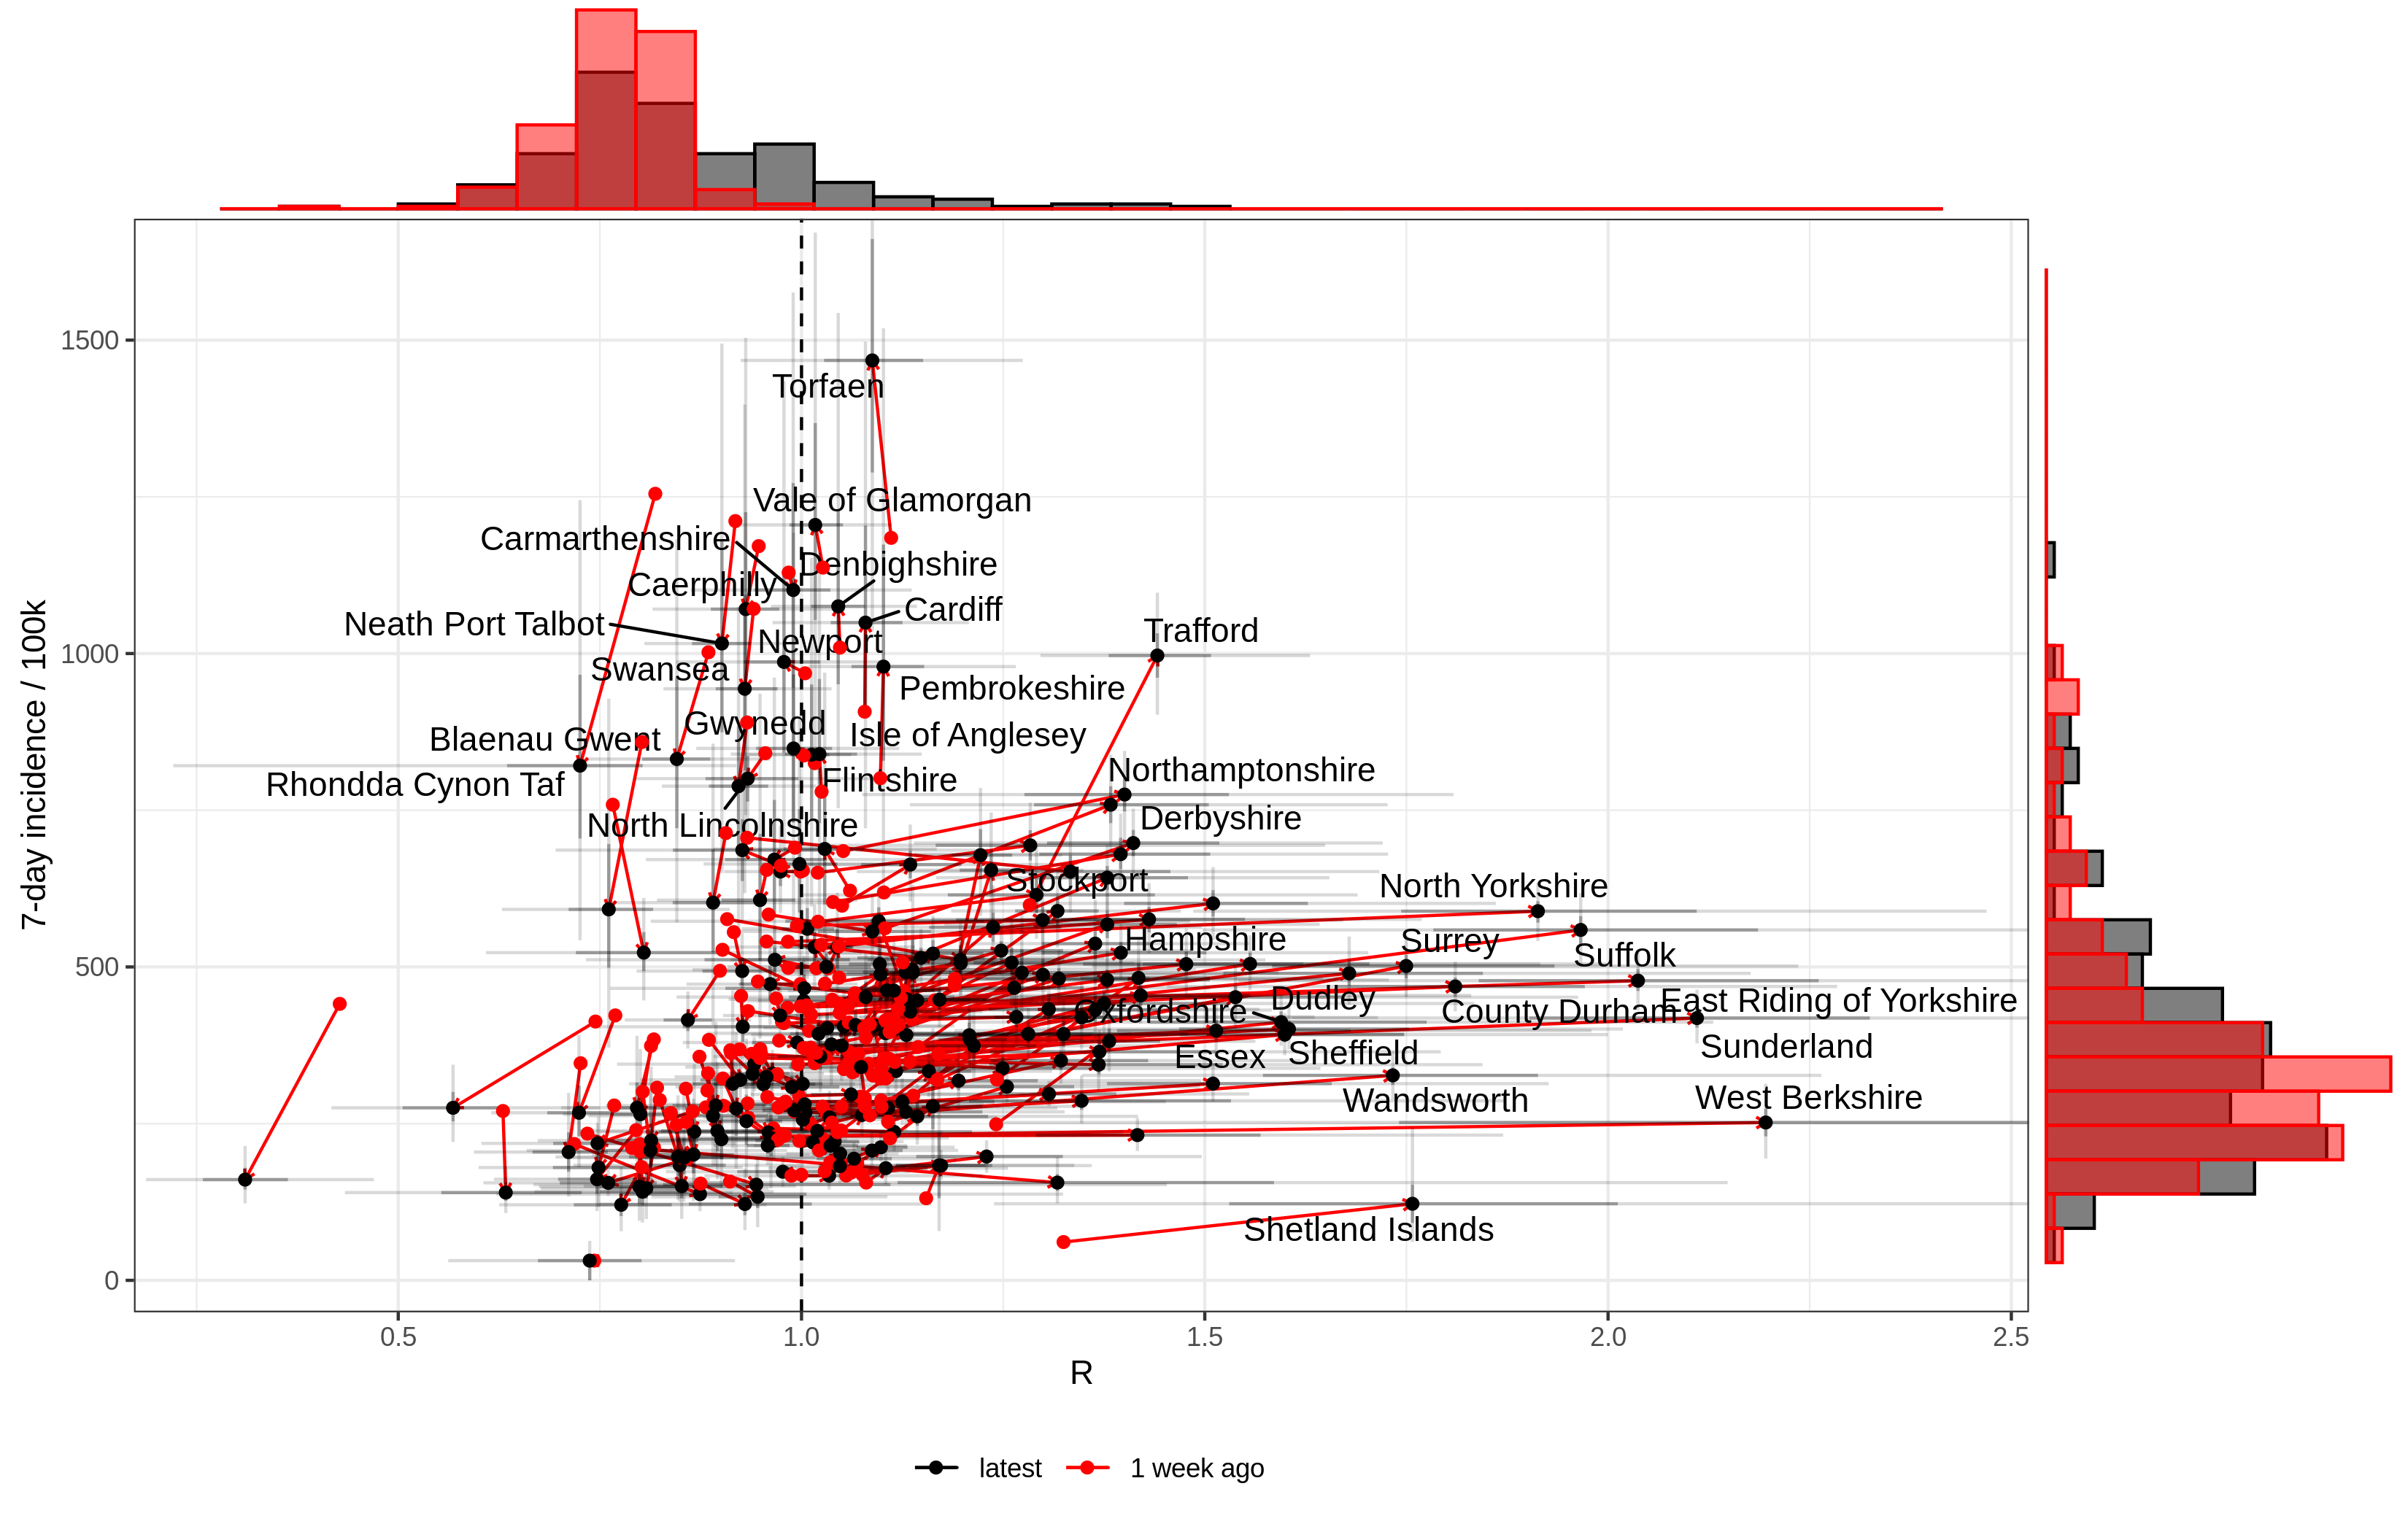 1500
1000
500
0
7-day incidence / 100k
Torfaen
Vale of Glamorgan
Carmarthenshire
Denbighshire
Caerphilly
Cardiff
Neath Port Talbot
Newport
Trafford
Swansea
Pembrokeshire
Gwynedd
Isle of Anglesey
Blaenau Gwent
Northamptonshire
Rhondda Cynon Taf
Flintshire
Derbyshire
North Lincolnshire
Stockport
North Yorkshire
Hampshire
Surrey
Suffolk
Oxfordshire
Dudley
County Durham
East Riding of Yorkshire
Essex
Sheffield
Sunderland
Wandsworth
West Berkshire
Shetland Islands
0.5
1.0
1.5
2.0
2.5
R
latest
1 week ago